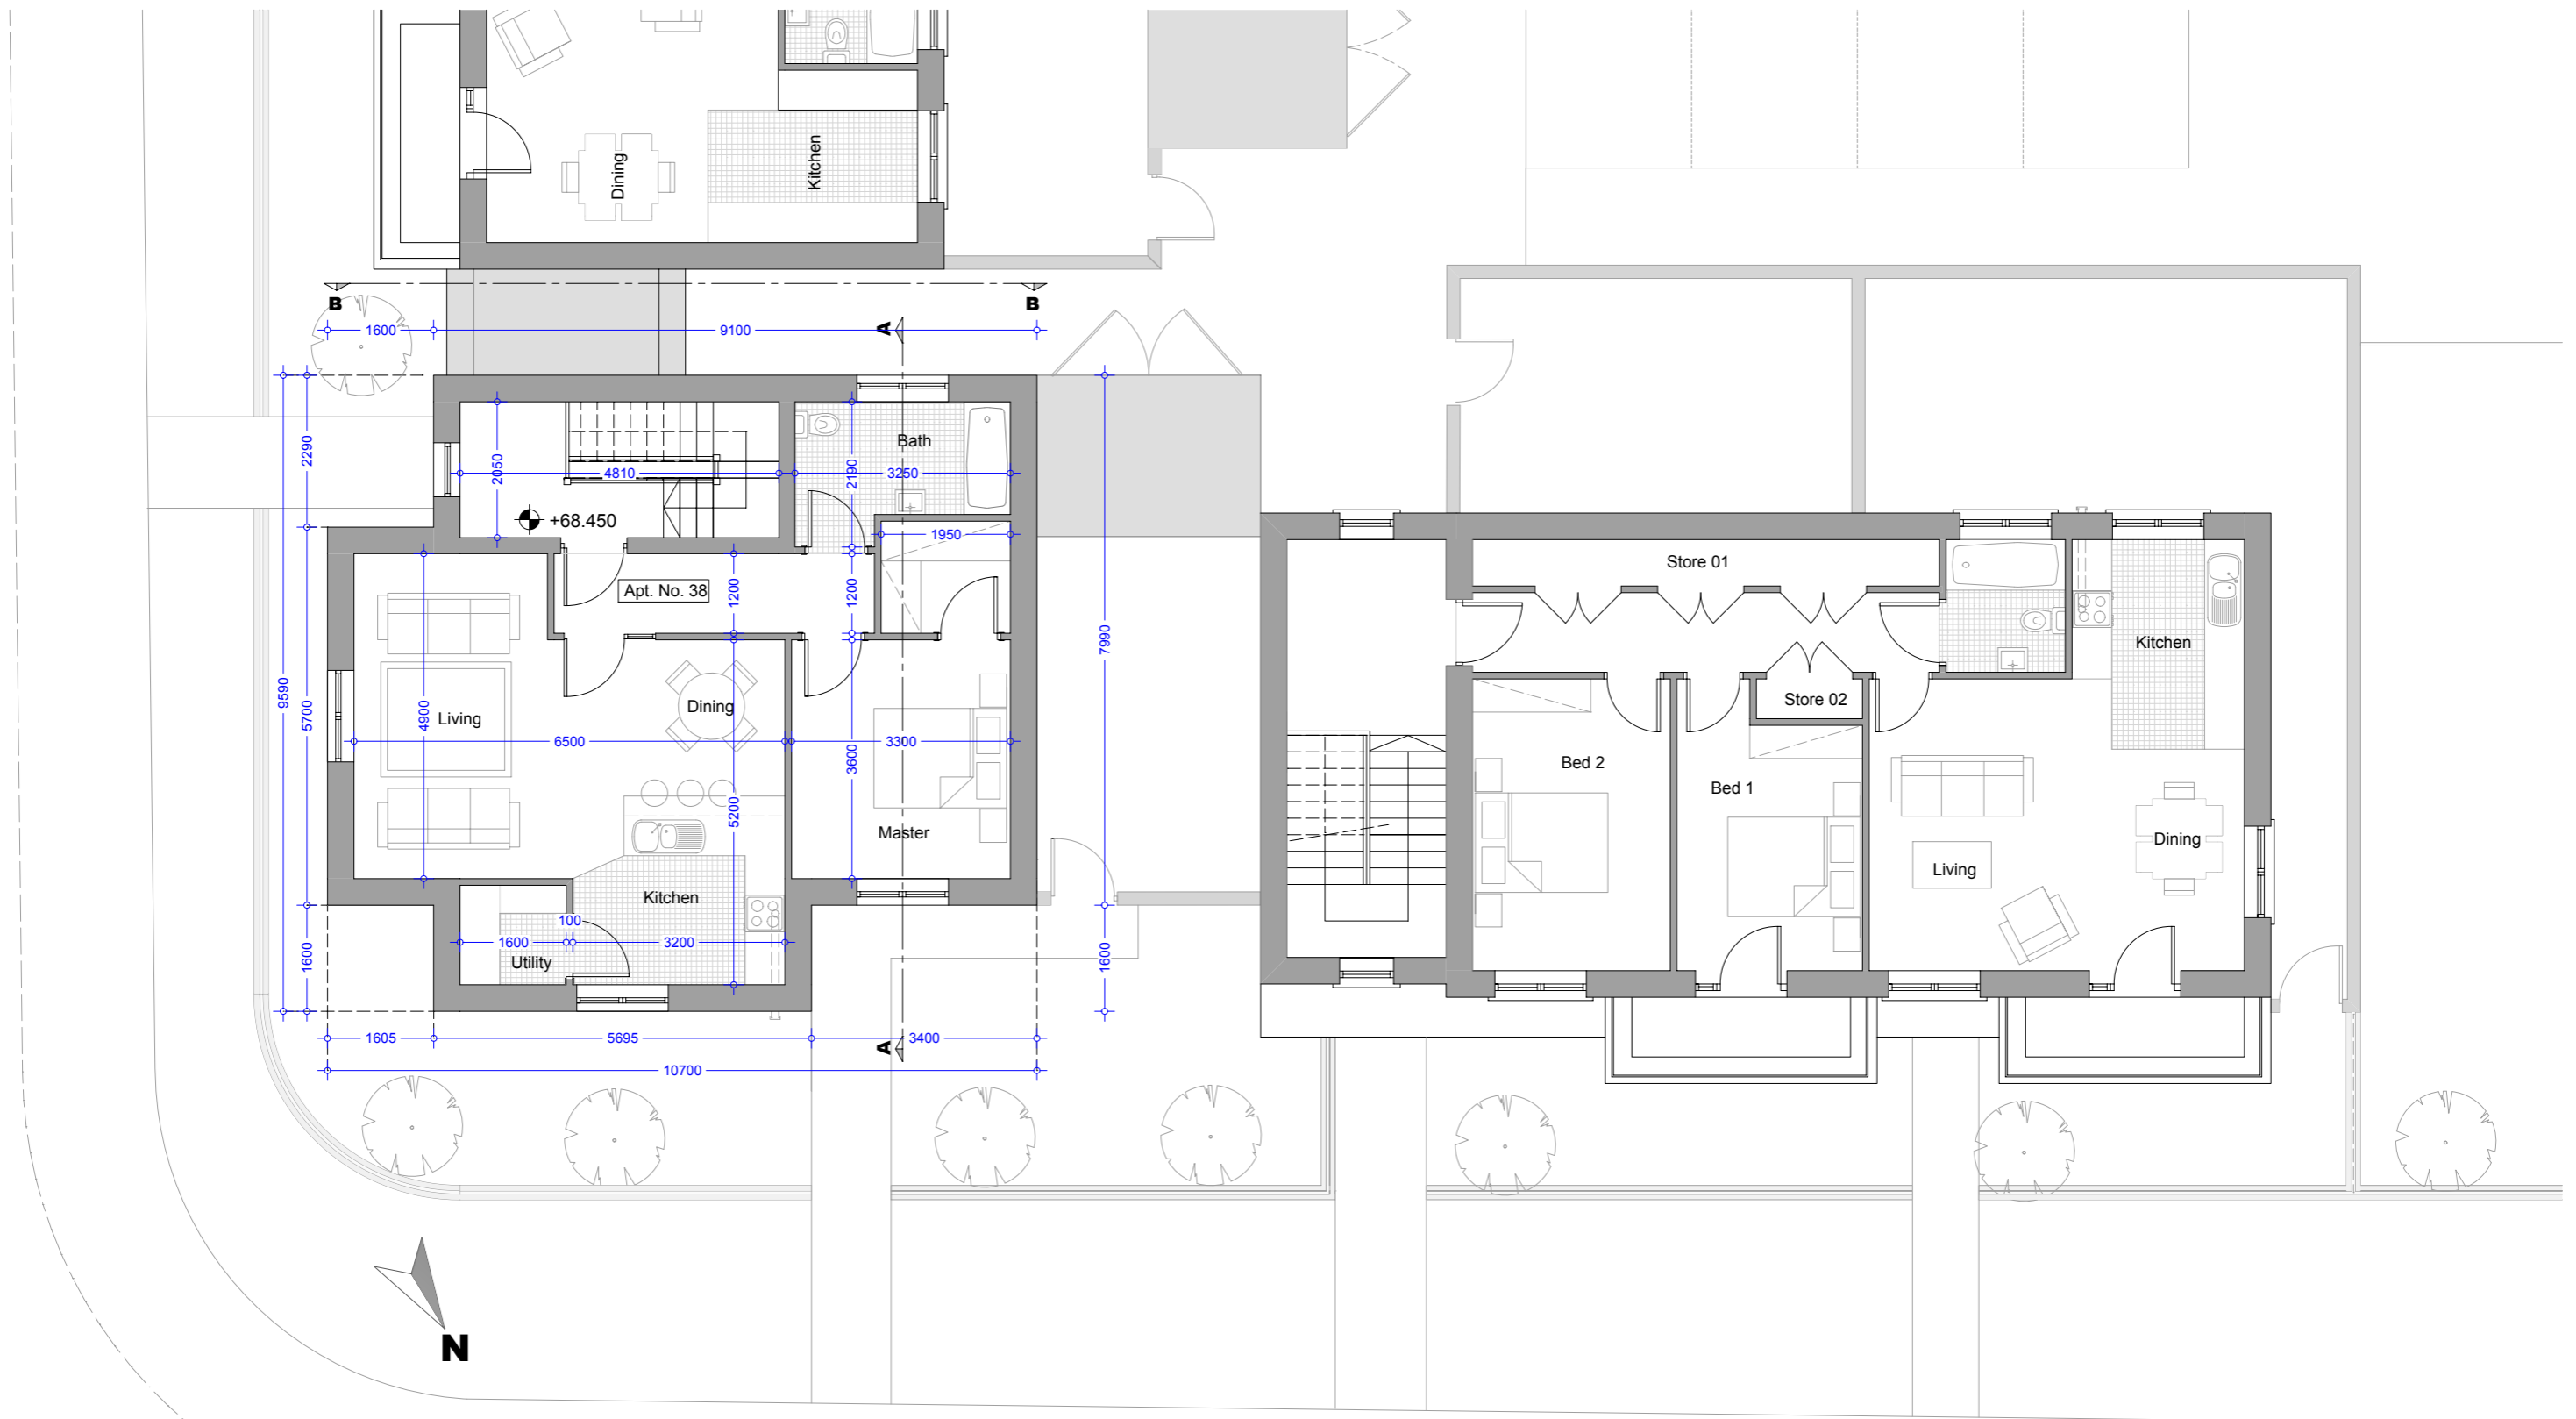 Dining
Kitchen
B
B
1600
9100
A
2290
2050
4810
2190
3250
Bath
+68.450
1950
Apt. No. 38
1200
1200
9590
5700
4900
Living
6500
Dining
3600
3300
5200
Master
7990
Kitchen
100
1600
3200
Utility
1600
1600
1605
5695
A
3400
10700
Store 01
Kitchen
Store 02
Bed 2
Bed 1
Living
Dining
N